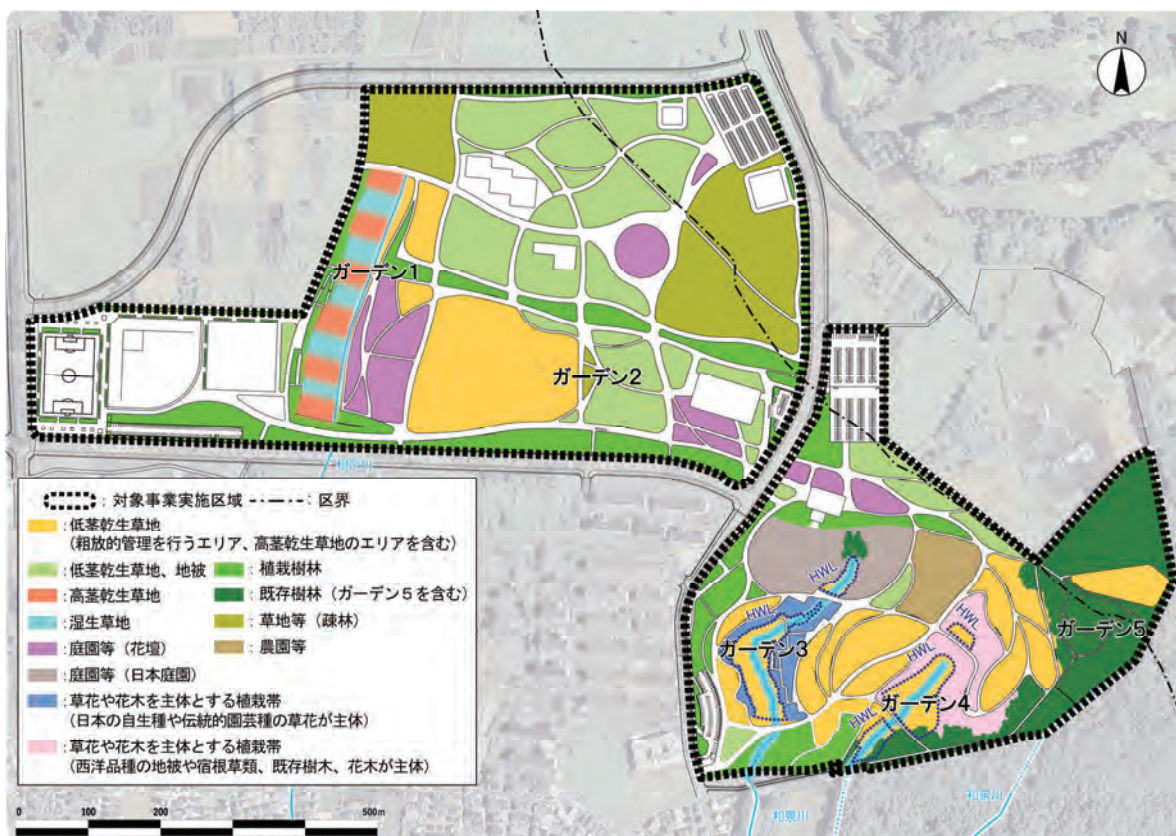 N
ガーデン1
ガーデン2
HWL
HWL
HWL
ガーデン3
HWL
ガーデン4
HWL
ガーデン5
和泉川
和泉川
: 対象事業実施区域
: 区界
: 低茎乾生草地
(粗放的管理を行うエリア、高茎乾生草地のエリアを含む)
: 低茎乾生草地、地被
: 植栽樹林
: 高茎乾生草地
: 既存樹林(ガーデン5を含む)
: 湿生草地
: 草地等(疎林)
: 庭園等(花壇)
: 農園等
: 庭園等(日本庭園)
: 草花や花木を主体とする植栽帯
(日本の自生種や伝統的園芸種の草花が主体)
: 草花や花木を主体とする植栽帯
(西洋品種の地被や宿根草類、既存樹木、花木が主体)
0 100 200 500m